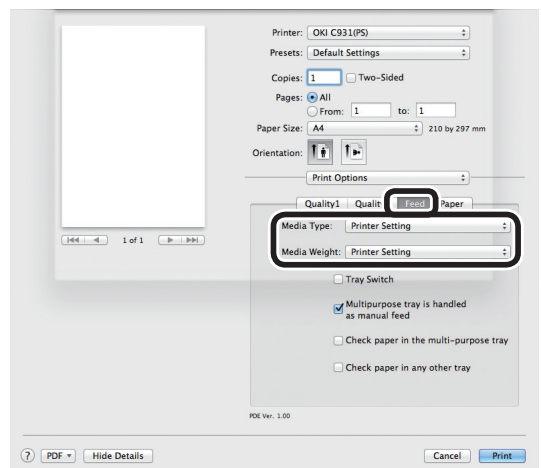 Printer: OKI C931(PS)
Presets: Default Settings
Copies: 1 Two-Sided
Pages: All
From: 1 to: 1
Paper Size: A4 210 by 297 mm
Orientation:
Print Options
Quality1 Qualit Feed Paper
Media Type: Printer Setting
1 of 1
Media Weight: Printer Setting
Tray Switch
Multipurpose tray is handled
as manual feed
Check paper in the multi-purpose tray
Check paper in any other tray
PDE Ver. 1.00
? PDF Hide Details Cancel Print